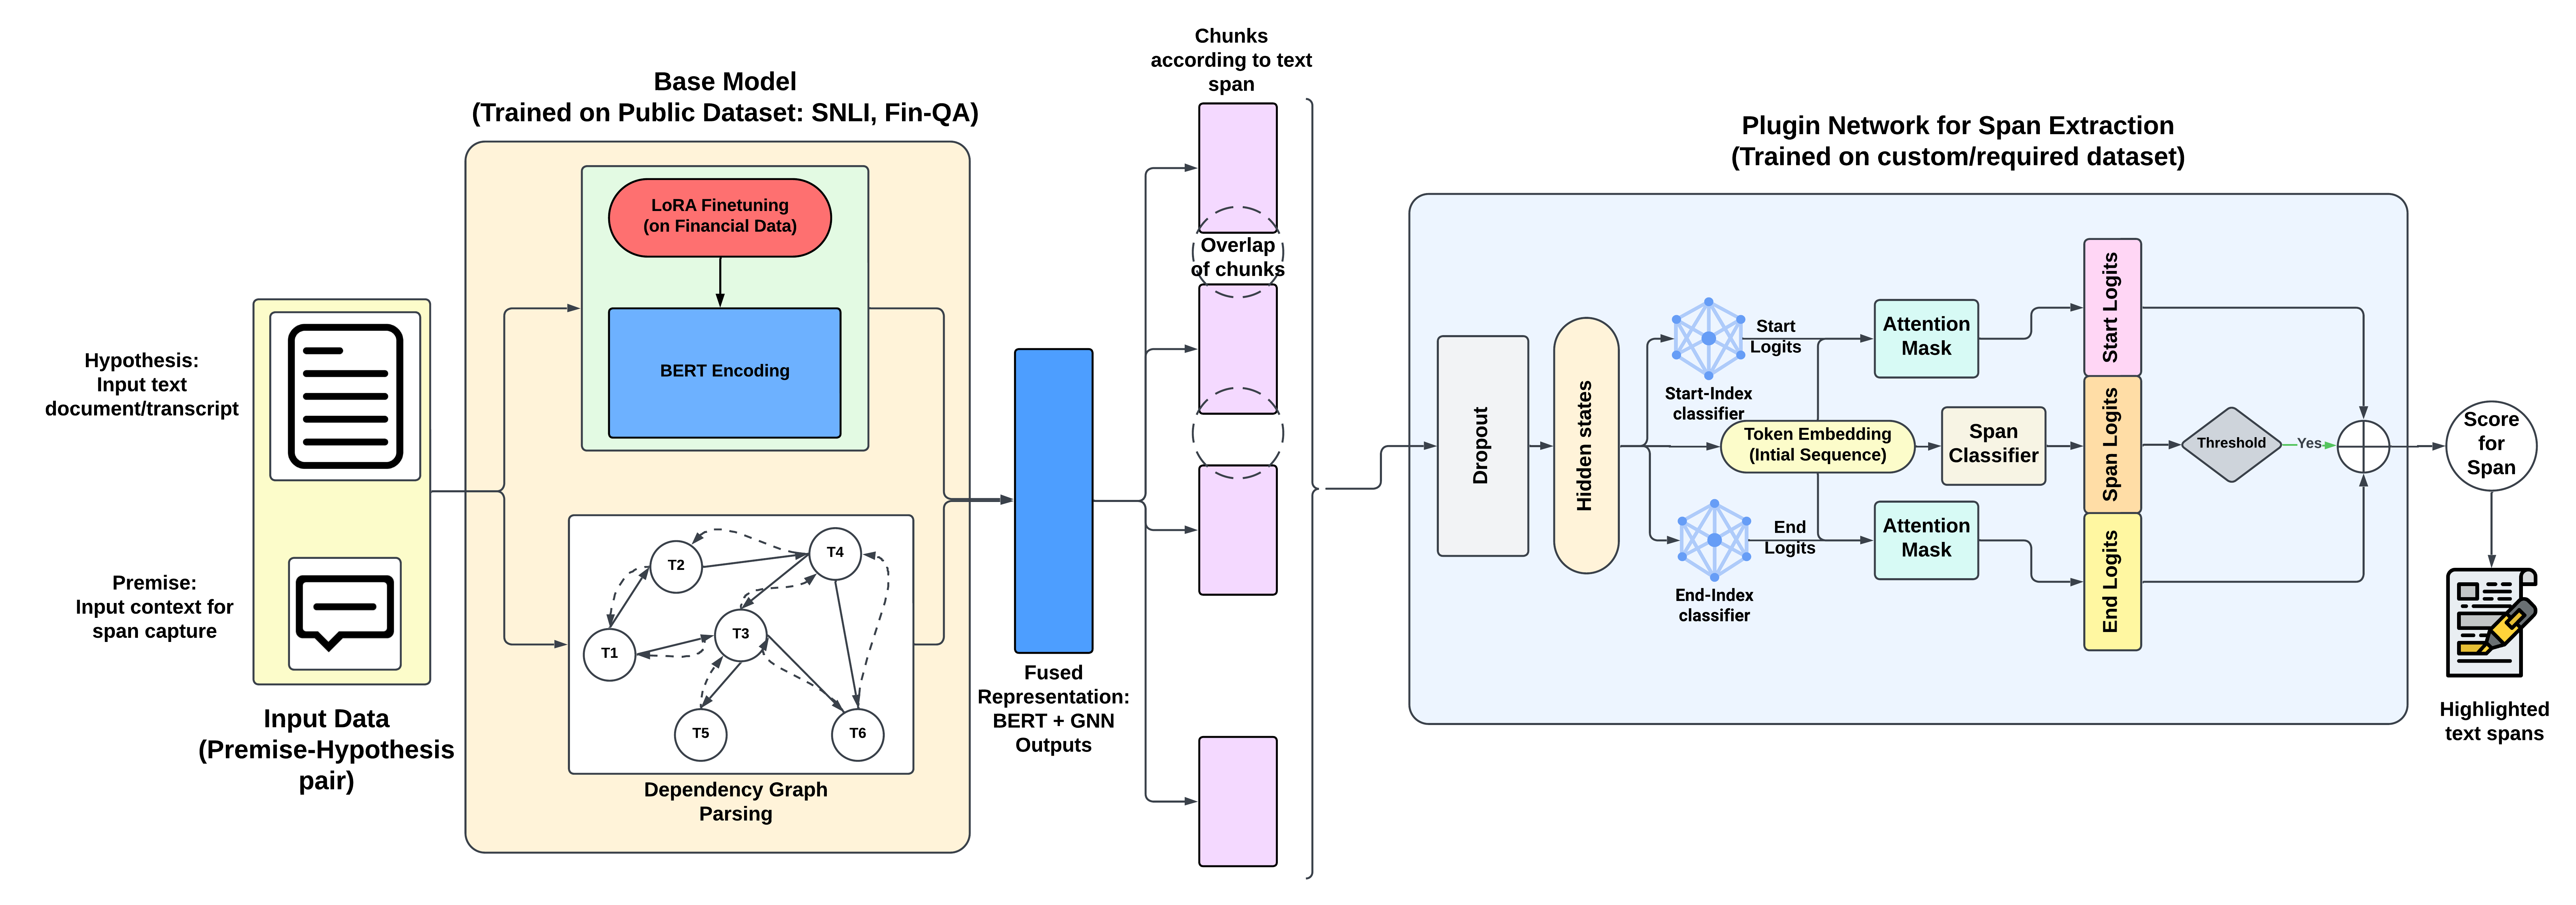 Hypothesis:
Input text
document/transcript
Premise:
Input context for
span capture
Input Data
(Premise-Hypothesis
pair)
Base Model
(Trained on Public Dataset: SNLI, Fin-QA)
LoRA Finetuning
(on Financial Data)
BERT Encoding
T2
T4
T3
T1
T5
T6
Dependency Graph
Parsing
Fused
Representation:
BERT + GNN
Outputs
Chunks
according to text
span
Overlap
of chunks
Plugin Network for Span Extraction
(Trained on custom/required dataset)
Dropout
Hidden states
Start-Index
classifier
Start
Logits
Token Embedding
(Intial Sequence)
End-Index
classifier
End
Logits
Attention
Mask
Span
Classifier
Attention
Mask
Start Logits
Span Logits
End Logits
Threshold
Yes
Score
for
Span
Highlighted
text spans